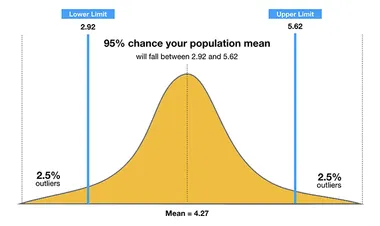 Lower Limit
Upper Limit
2.92
5.62
95% chance your population mean
will fall between 2.92 and 5.62
2.5%
outliers
2.5%
outliers
Mean = 4.27